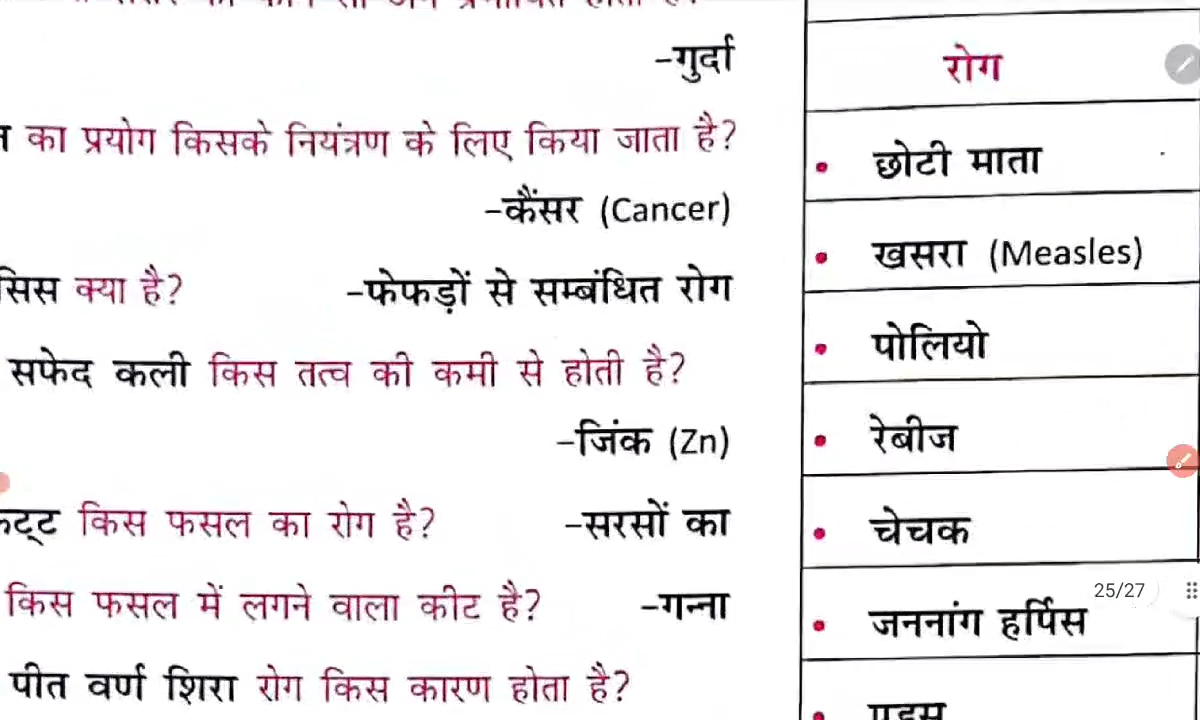 -गुर्दा
का प्रयोग किसके नियंत्रण के लिए किया जाता है?
-कैंसर (Cancer)
क्या है?
-फेफड़ों से सम्बंधित रोग
सफेद कली किस तत्व की कमी से होती है?
-जिंक (Zn)
किस फसल का रोग है?
-सरसों का
किस फसल में लगने वाला कीट है?
-गन्ना
पीत वर्ण शिरा रोग किस कारण होता है?
रोग
• छोटी माता
• खसरा (Measles)
• पोलियो
• रेबीज
• चेचक
25/27
• जननांग हर्पिस